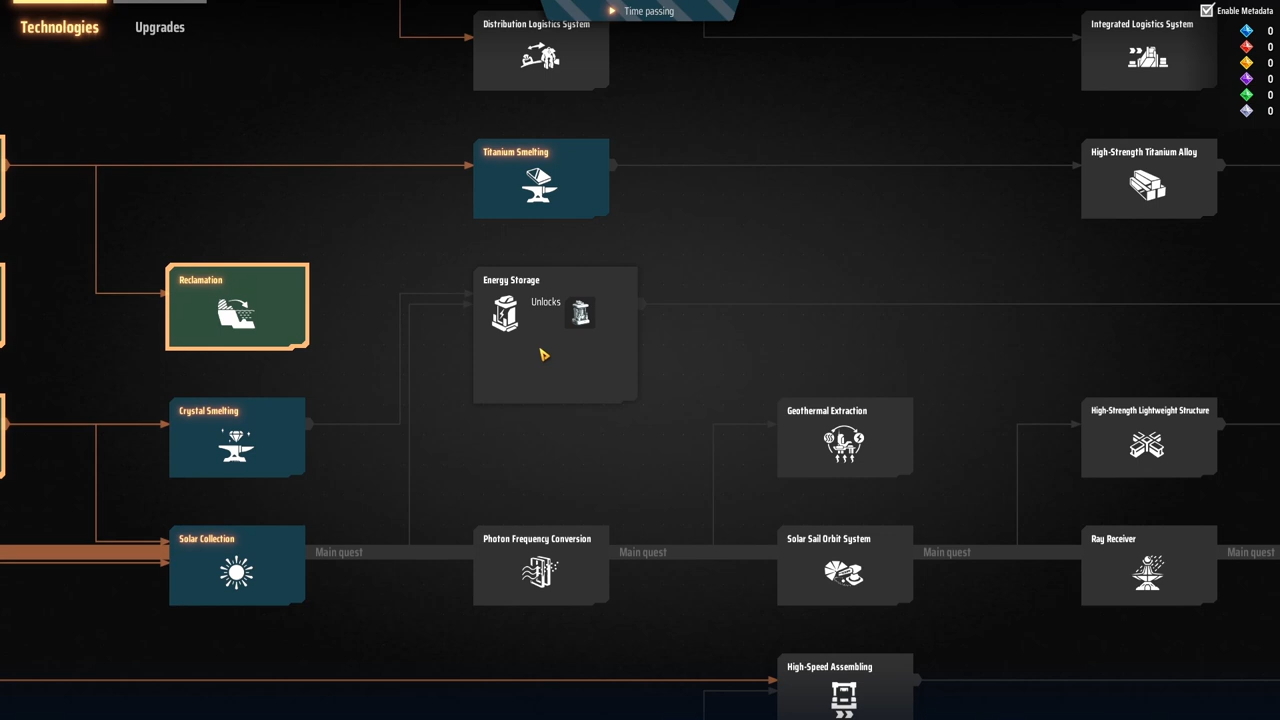 Technologies
Upgrades
Time passing
Enable Metadata
0
0
0
0
0
0
Distribution Logistics System
Integrated Logistics System
Titanium Smelting
High-Strength Titanium Alloy
Reclamation
Energy Storage
Unlocks
Crystal Smelting
Geothermal Extraction
High-Strength Lightweight Structure
Solar Collection
Main quest
Photon Frequency Conversion
Main quest
Solar Sail Orbit System
Main quest
Ray Receiver
Main quest
High-Speed Assembling